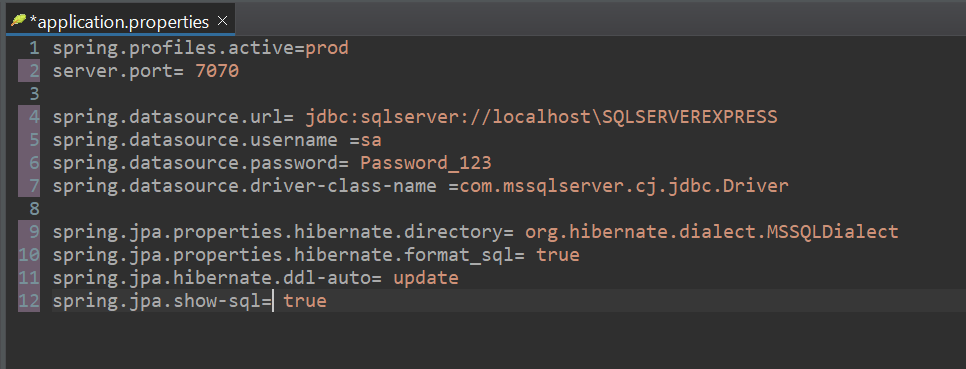 *application.properties
1 spring.profiles.active=prod
2 server.port= 7070
3
4 spring.datasource.url= jdbc:sqlserver://localhost\SQLSERVEREXPRESS
5 spring.datasource.username =sa
6 spring.datasource.password= Password_123
7 spring.datasource.driver-class-name =com.mssqlserver.cj.jdbc.Driver
8
9 spring.jpa.properties.hibernate.directory= org.hibernate.dialect.MSSQLDialect
10 spring.jpa.properties.hibernate.format_sql= true
11 spring.jpa.hibernate.ddl-auto= update
12 spring.jpa.show-sql= true